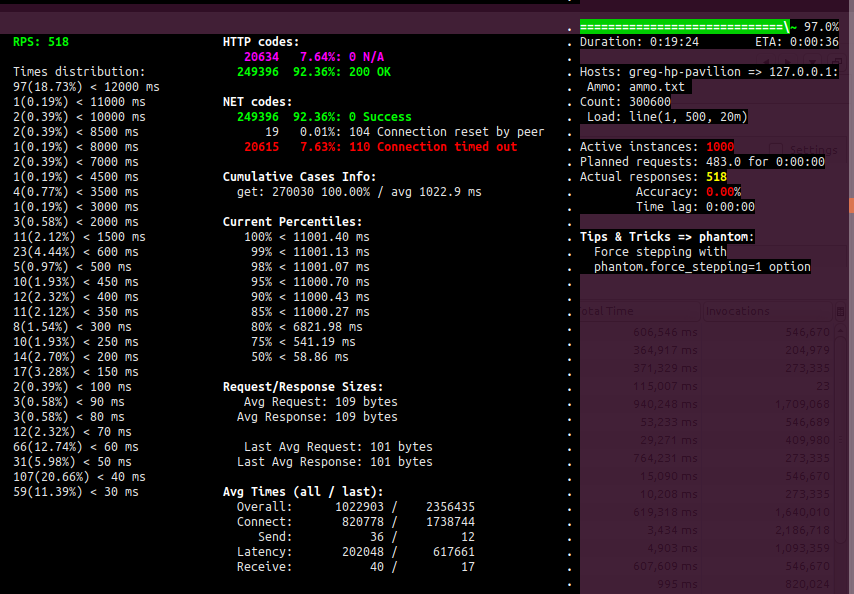 RPS: 518
Times distribution:
97(18.73%) < 12000 ms
1(0.19%) < 11000 ms
2(0.39%) < 10000 ms
2(0.39%) < 8500 ms
1(0.19%) < 8000 ms
2(0.39%) < 7000 ms
1(0.19%) < 4500 ms
4(0.77%) < 3500 ms
1(0.19%) < 3000 ms
3(0.58%) < 2000 ms
11(2.12%) < 1500 ms
23(4.44%) < 600 ms
5(0.97%) < 500 ms
10(1.93%) < 450 ms
12(2.32%) < 400 ms
11(2.12%) < 350 ms
8(1.54%) < 300 ms
10(1.93%) < 250 ms
14(2.70%) < 200 ms
17(3.28%) < 150 ms
2(0.39%) < 100 ms
3(0.58%) < 90 ms
3(0.58%) < 80 ms
12(2.32%) < 70 ms
66(12.74%) < 60 ms
31(5.98%) < 50 ms
107(20.66%) < 40 ms
59(11.39%) < 30 ms
HTTP codes:
20634 7.64%: 0 N/A
249396 92.36%: 200 OK
NET codes:
249396 92.36%: 0 Success
19 0.01%: 104 Connection reset by peer
20615 7.63%: 110 Connection timed out
Cumulative Cases Info:
get: 270030 100.00% / avg 1022.9 ms
Current Percentiles:
100% < 11001.40 ms
99% < 11001.13 ms
98% < 11001.07 ms
95% < 11000.70 ms
90% < 11000.43 ms
85% < 11000.27 ms
80% < 6821.98 ms
75% < 541.19 ms
50% < 58.86 ms
Request/Response Sizes:
Avg Request: 109 bytes
Avg Response: 109 bytes
Last Avg Request: 101 bytes
Last Avg Response: 101 bytes
Avg Times (all / last):
Overall: 1022903 / 2356435
Connect: 820778 / 1738744
Send: 36 / 12
Latency: 202048 / 617661
Receive: 40 / 17
=============================\~ 97.0%
Duration: 0:19:24 ETA: 0:00:36
Hosts: greg-hp-pavilion => 127.0.0.1:
Ammo: ammo.txt
Count: 300600
Load: line(1, 500, 20m)
Active instances: 1000
Planned requests: 483.0 for 0:00:00
Actual responses: 518
Accuracy: 0.00%
Time lag: 0:00:00
Tips & Tricks => phantom:
Force stepping with
phantom.force_stepping=1 option
Settings
otal Time Invocations
606,546 ms 546,670
364,917 ms 204,979
371,329 ms 273,335
115,007 ms 23
940,248 ms 1,709,068
53,233 ms 546,689
29,271 ms 409,980
764,231 ms 273,335
15,090 ms 546,670
10,208 ms 273,335
619,318 ms 1,640,010
3,434 ms 2,186,718
4,903 ms 1,093,359
607,609 ms 546,670
995 ms 820,024